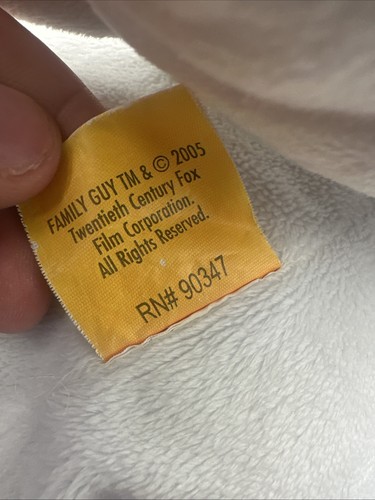 FAMILY GUY TM & © 2005
Twentieth Century Fox
Film Corporation.
All Rights Reserved.
RN# 90347